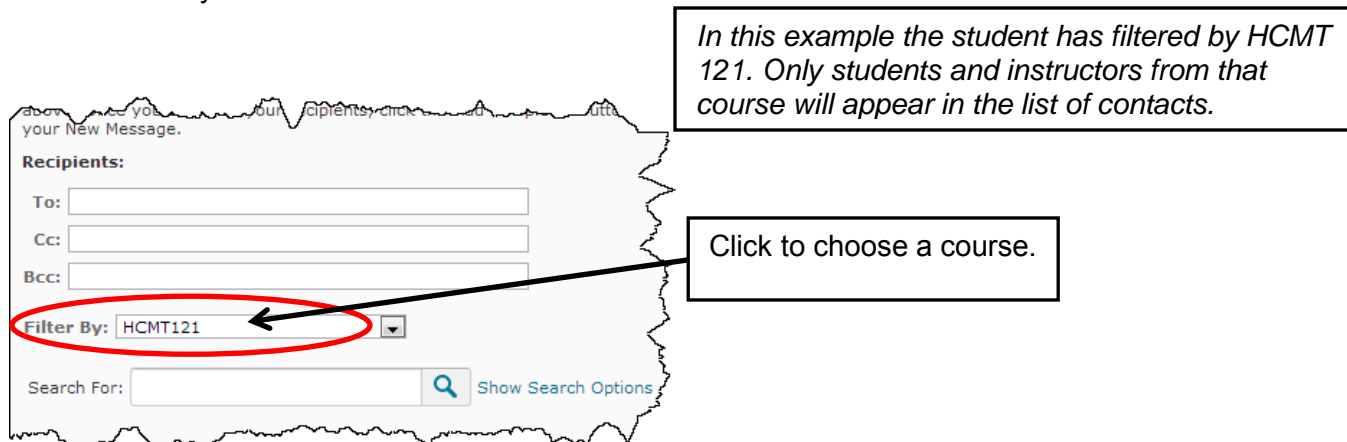 In this example the student has filtered by HCMT
121. Only students and instructors from that
course will appear in the list of contacts.
your New Message.
Recipients:
To:
Cc:
Bcc:
Click to choose a course.
Filter By: HCMT121
Search For:
Show Search Options